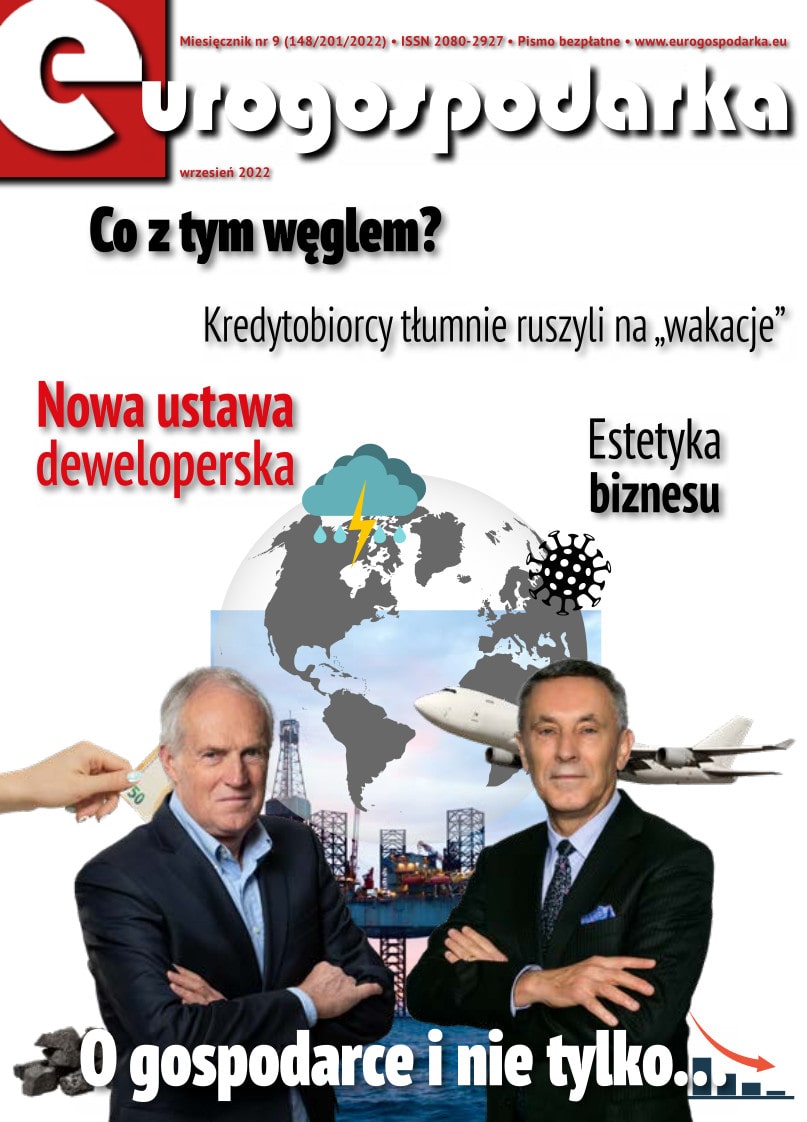 Miesięcznik nr 9 (148/201/2022) • ISSN 2080-2927 • Pismo bezpłatne • www.eurogospodarka.eu
eurogospodarka
wrzesień 2022
Co z tym węglem?
Kredytobiorcy tłumnie ruszyli na „wakacje”
Nowa ustawa
deweloperska
Estetyka
biznesu
50
O gospodarce i nie tylko...